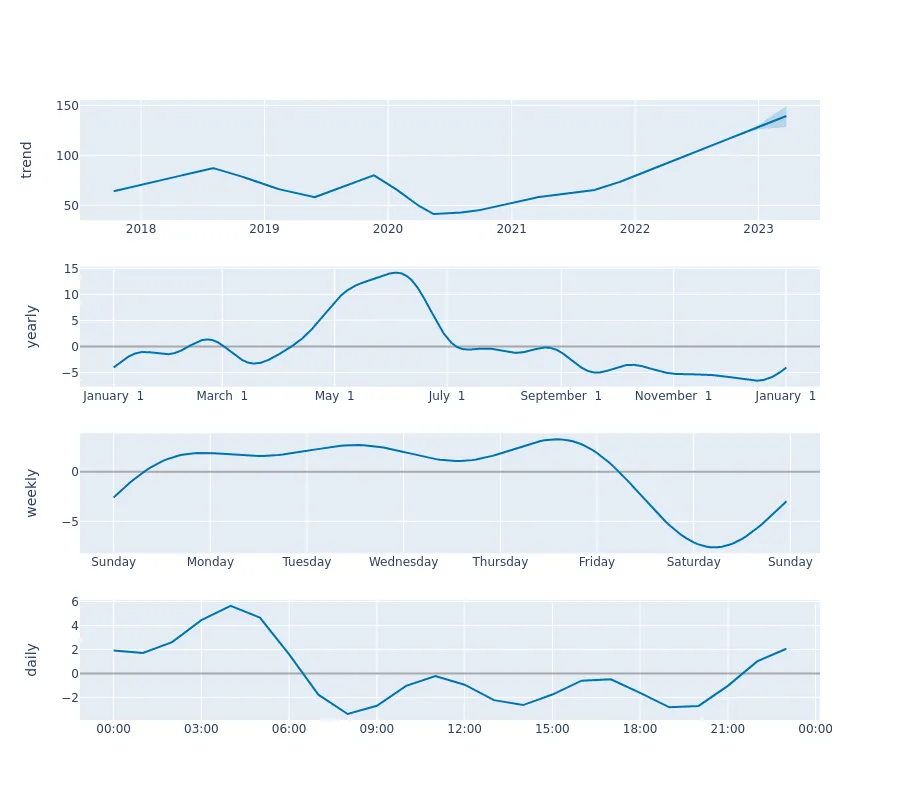 150
100
50
trend
2018 2019 2020 2021 2022 2023
15
10
5
0
−5
yearly
January 1 March 1 May 1 July 1 September 1 November 1 January 1
0
−5
weekly
Sunday Monday Tuesday Wednesday Thursday Friday Saturday Sunday
6
4
2
0
−2
daily
00:00 03:00 06:00 09:00 12:00 15:00 18:00 21:00 00:00